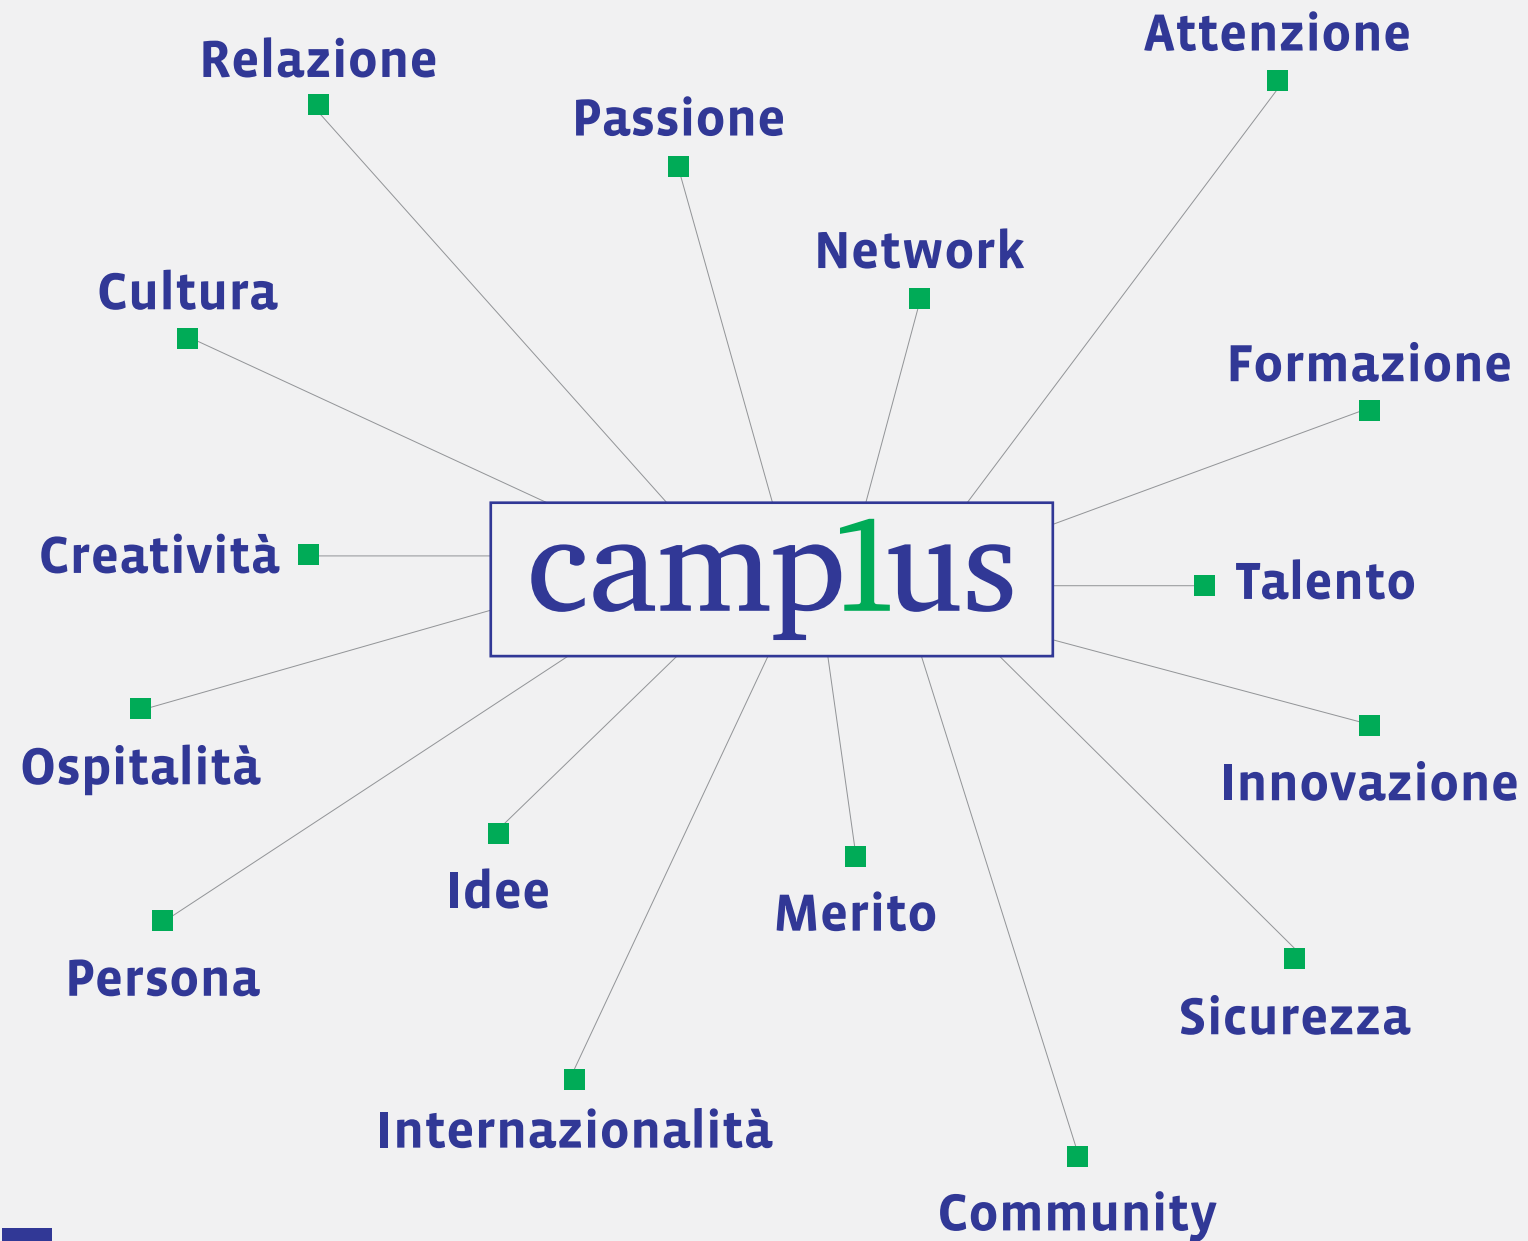 Attenzione
Relazione
Passione
Network
Cultura
Formazione
Creatività
camplus
Talento
Ospitalità
Innovazione
Idee
Merito
Persona
Sicurezza
Internazionalità
Community